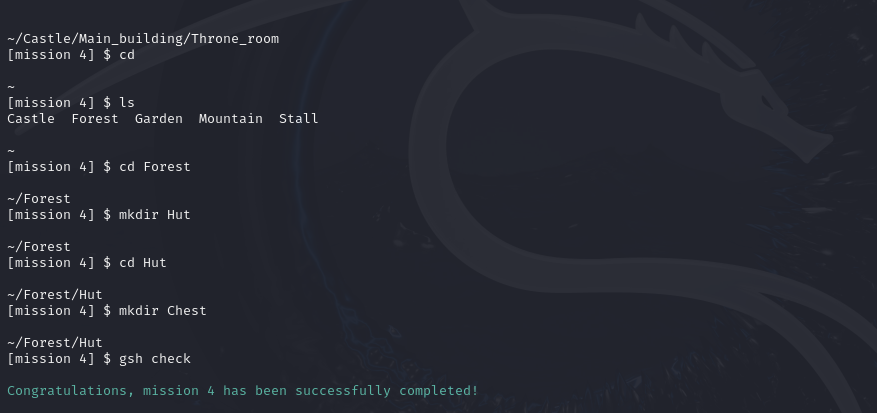 ~/Castle/Main_building/Throne_room
[mission 4] $ cd
~
[mission 4] $ ls
Castle  Forest  Garden  Mountain  Stall
~
[mission 4] $ cd Forest
~/Forest
[mission 4] $ mkdir Hut
~/Forest
[mission 4] $ cd Hut
~/Forest/Hut
[mission 4] $ mkdir Chest
~/Forest/Hut
[mission 4] $ gsh check
Congratulations, mission 4 has been successfully completed!